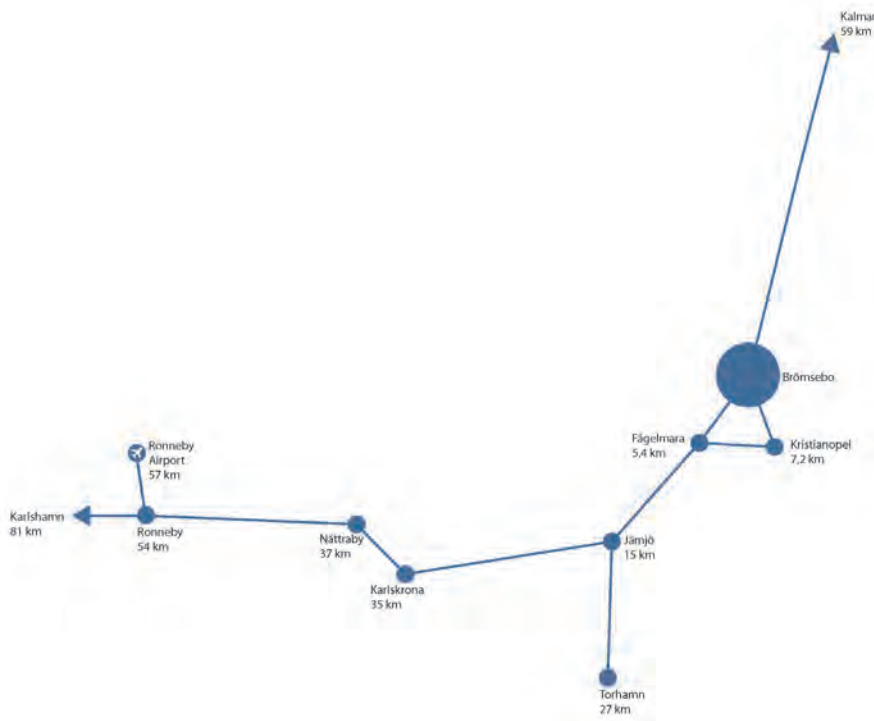 Kalmar
59 km
Brömsebo
Fågelmara
5,4 km
Kristianopel
7,2 km
Ronneby
Airport
57 km
Karlshamn
81 km
Ronneby
54 km
Nättraby
37 km
Jämjö
15 km
Karlskrona
35 km
Torhamn
27 km